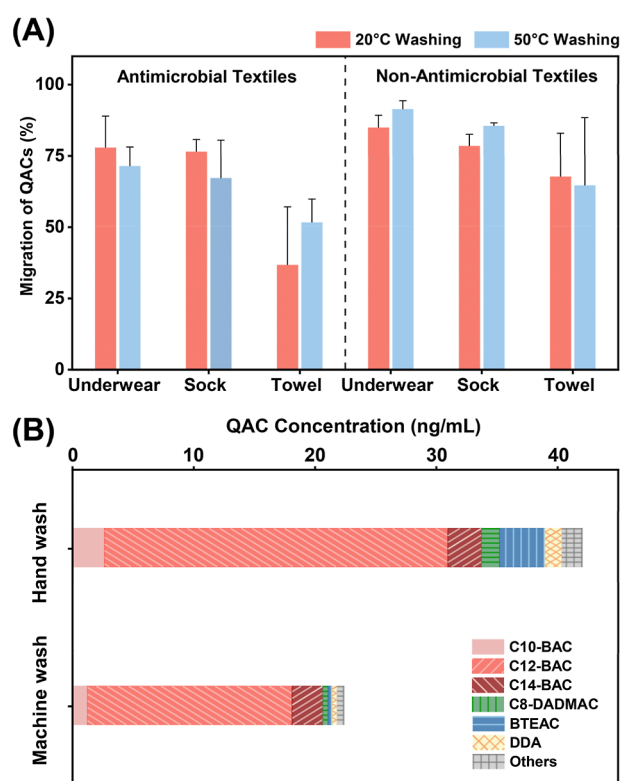 (A)
20°C Washing 50°C Washing
Antimicrobial Textiles Non-Antimicrobial Textiles
Migration of QACs (%)
100
75
50
25
0
Underwear Sock Towel Underwear Sock Towel
(B)
QAC Concentration (ng/mL)
0 10 20 30 40
Hand wash
Machine wash
C10-BAC
C12-BAC
C14-BAC
C8-DADMAC
BTEAC
DDA
Others